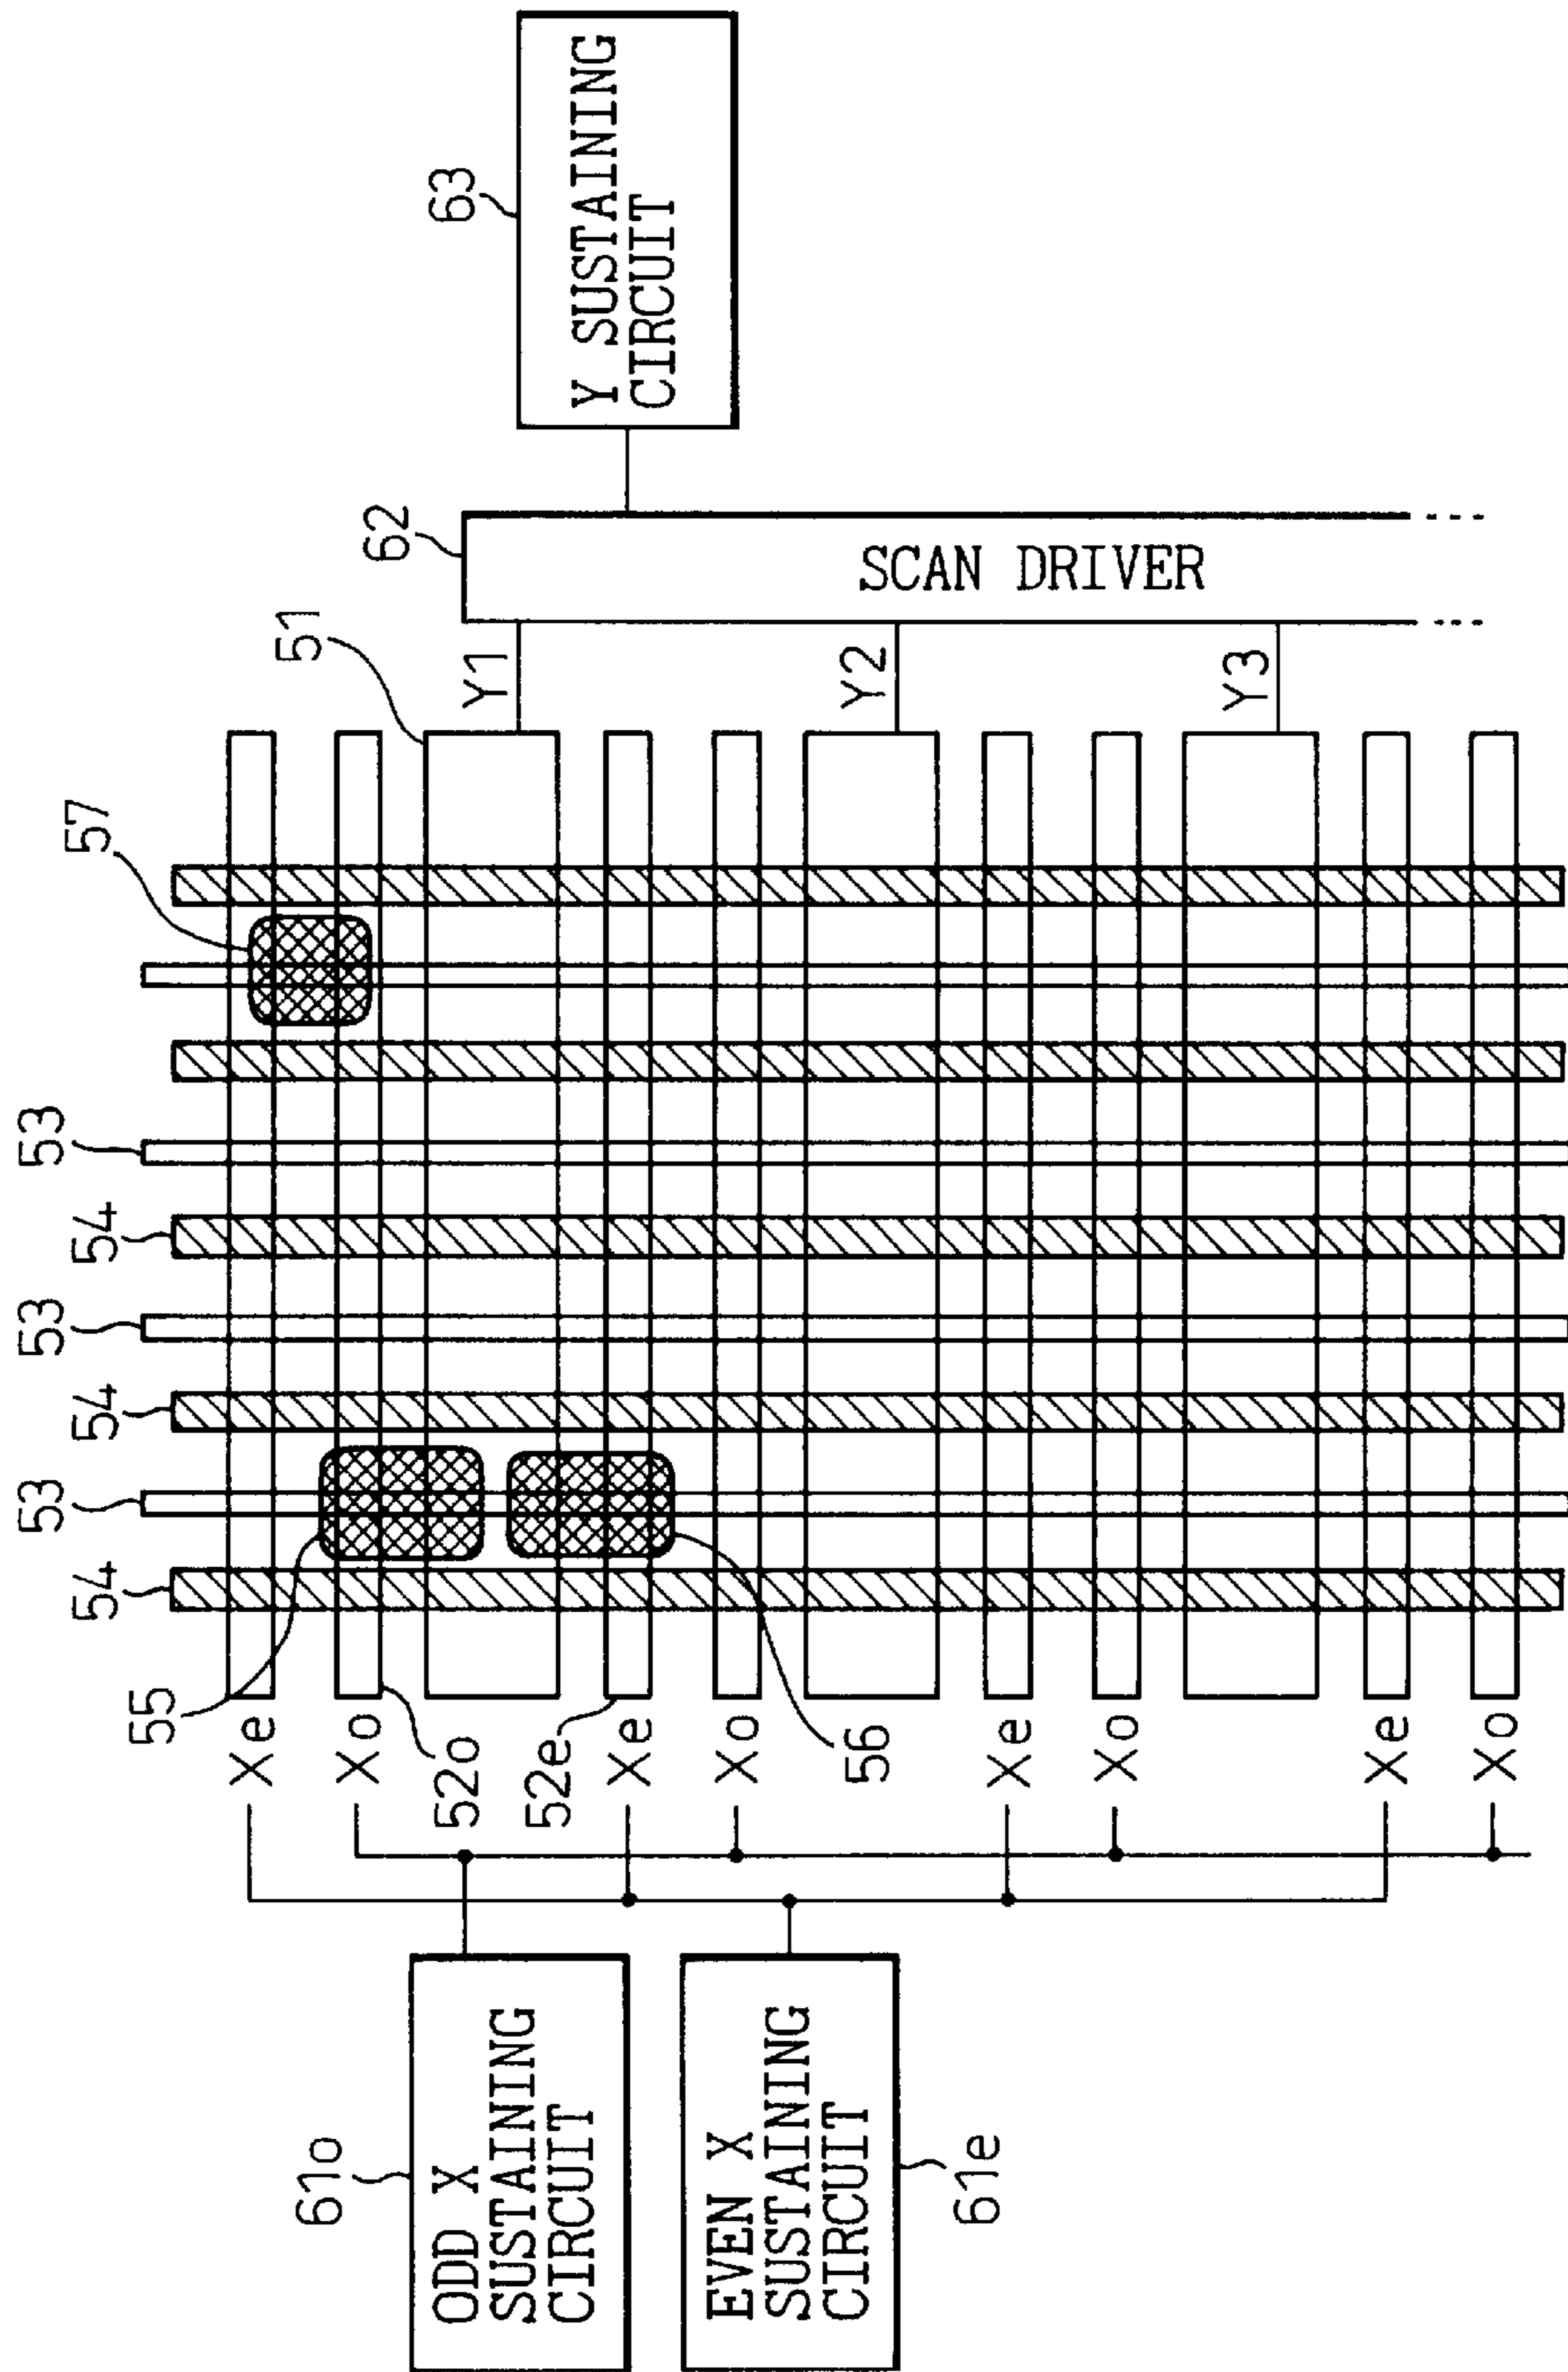 ODD X
SUSTAINING
CIRCUIT
61o
EVEN X
SUSTAINING
CIRCUIT
61e
Xe
Xo
52o
52e
Xe
Xo
Xe
Xo
Xe
Xo
55
56
54
53
54
53
54
53
57
51
Y1
Y2
Y3
62
SCAN DRIVER
63
Y SUSTAINING
CIRCUIT